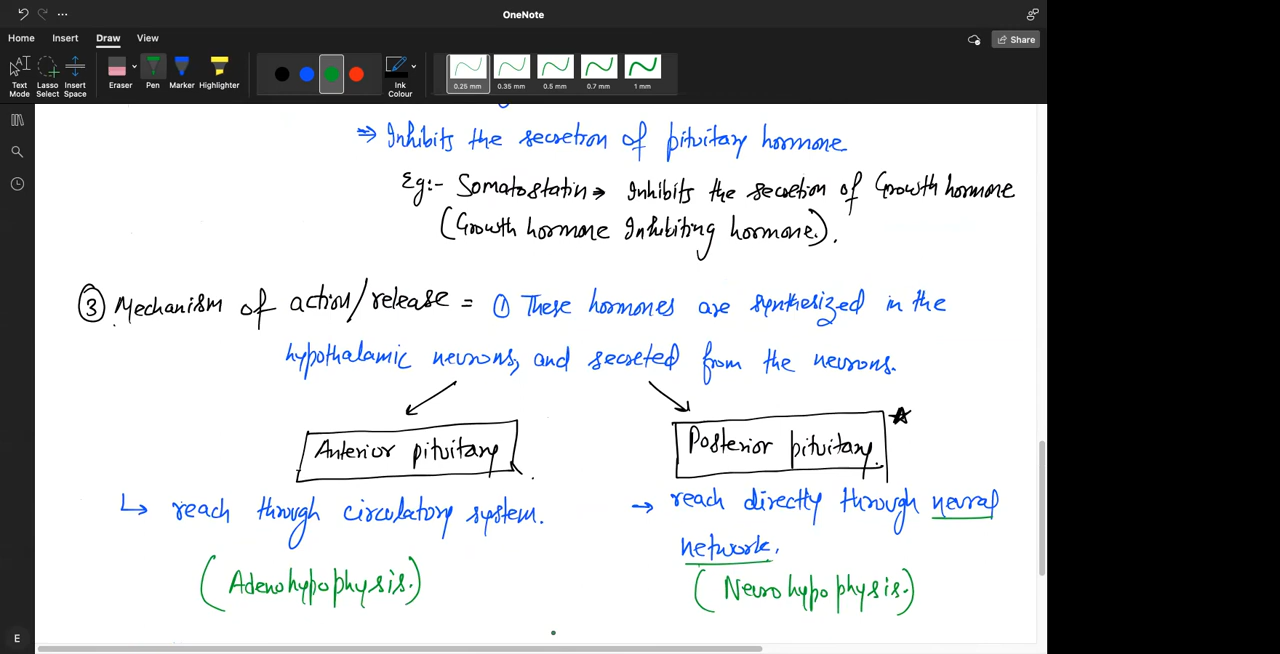 OneNote
Home Insert Draw View
Share
Text Mode
Lasso Select
Insert Space
Eraser
Pen
Marker
Highlighter
Ink Colour
0.25 mm 0.35 mm 0.5 mm 0.7 mm 1 mm
⇒ Inhibits the secretion of pituitary hormone
Eg:- Somatostatin → Inhibits the secretion of Growth hormone
(Growth hormone Inhibiting hormone).
③ Mechanism of action/release = ① These hormones are synthesized in the
hypothalamic neurons, and secreted from the neurons.
Anterior pituitary
Posterior pituitary
↳ reach through circulatory system.
→ reach directly through neural
network.
(Adenohypophysis.)
(Neurohypophysis.)
E